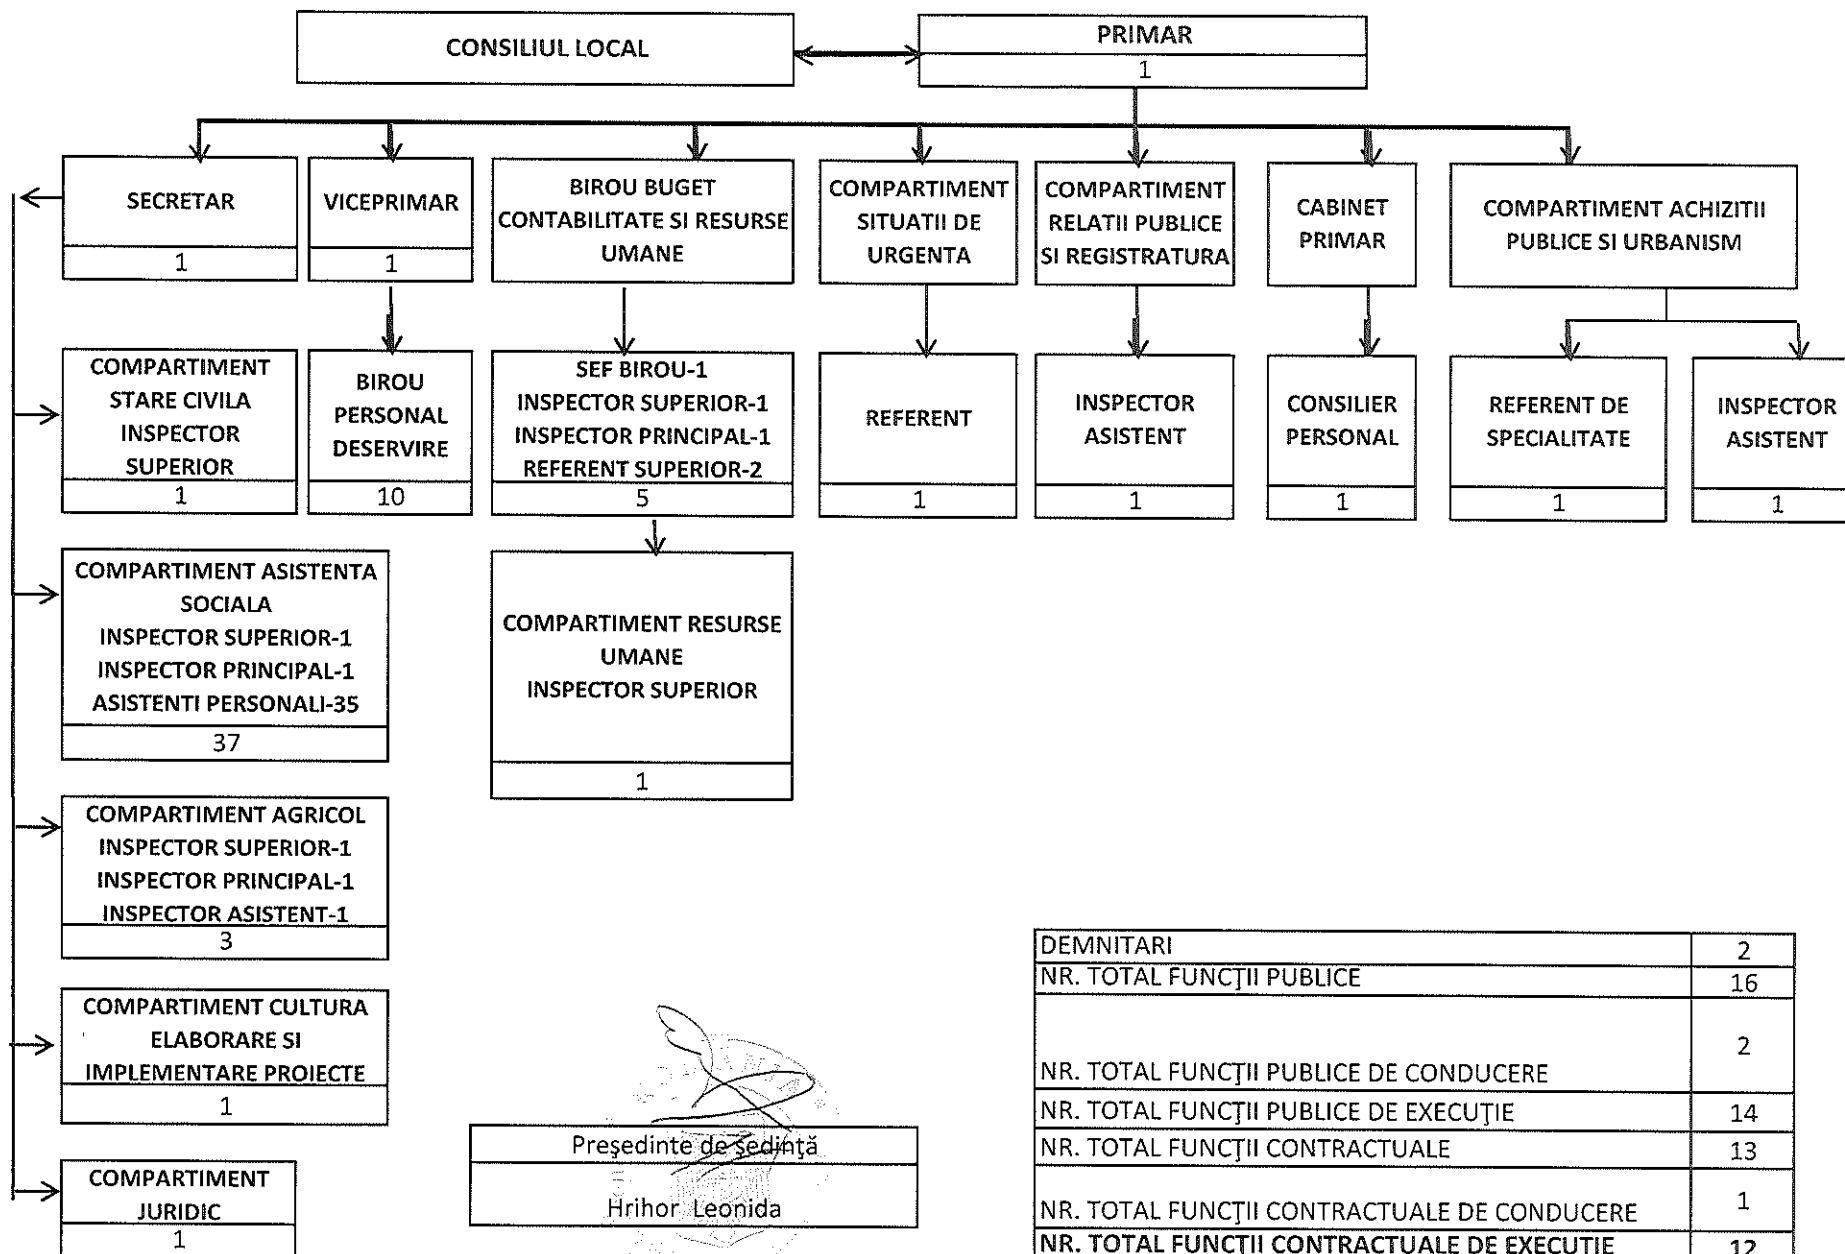 CONSILIUL LOCAL
PRIMAR
1
SECRETAR
1
VICEPRIMAR
1
BIROU BUGET
CONTABILITATE SI RESURSE
UMANE
COMPARTIMENT
SITUATII DE
URGENTA
COMPARTIMENT
RELATII PUBLICE
SI REGISTRATURA
CABINET
PRIMAR
COMPARTIMENT ACHIZITII
PUBLICE SI URBANISM
COMPARTIMENT
STARE CIVILA
INSPECTOR
SUPERIOR
1
BIROU
PERSONAL
DESERVIRE
10
SEF BIROU-1
INSPECTOR SUPERIOR-1
INSPECTOR PRINCIPAL-1
REFERENT SUPERIOR-2
5
REFERENT
1
INSPECTOR
ASISTENT
1
CONSILIER
PERSONAL
1
REFERENT DE
SPECIALITATE
1
INSPECTOR
ASISTENT
1
COMPARTIMENT ASISTENTA
SOCIALA
INSPECTOR SUPERIOR-1
INSPECTOR PRINCIPAL-1
ASISTENTI PERSONALI-35
37
COMPARTIMENT RESURSE
UMANE
INSPECTOR SUPERIOR
1
COMPARTIMENT AGRICOL
INSPECTOR SUPERIOR-1
INSPECTOR PRINCIPAL-1
INSPECTOR ASISTENT-1
3
COMPARTIMENT CULTURA
ELABORARE SI
IMPLEMENTARE PROIECTE
1
COMPARTIMENT
JURIDIC
1
Preşedinte de şedinţă
Hrihor Leonida
DEMNITARI 2
NR. TOTAL FUNCŢII PUBLICE 16
NR. TOTAL FUNCŢII PUBLICE DE CONDUCERE 2
NR. TOTAL FUNCŢII PUBLICE DE EXECUŢIE 14
NR. TOTAL FUNCŢII CONTRACTUALE 13
NR. TOTAL FUNCŢII CONTRACTUALE DE CONDUCERE 1
NR. TOTAL FUNCŢII CONTRACTUALE DE EXECUTIE 12